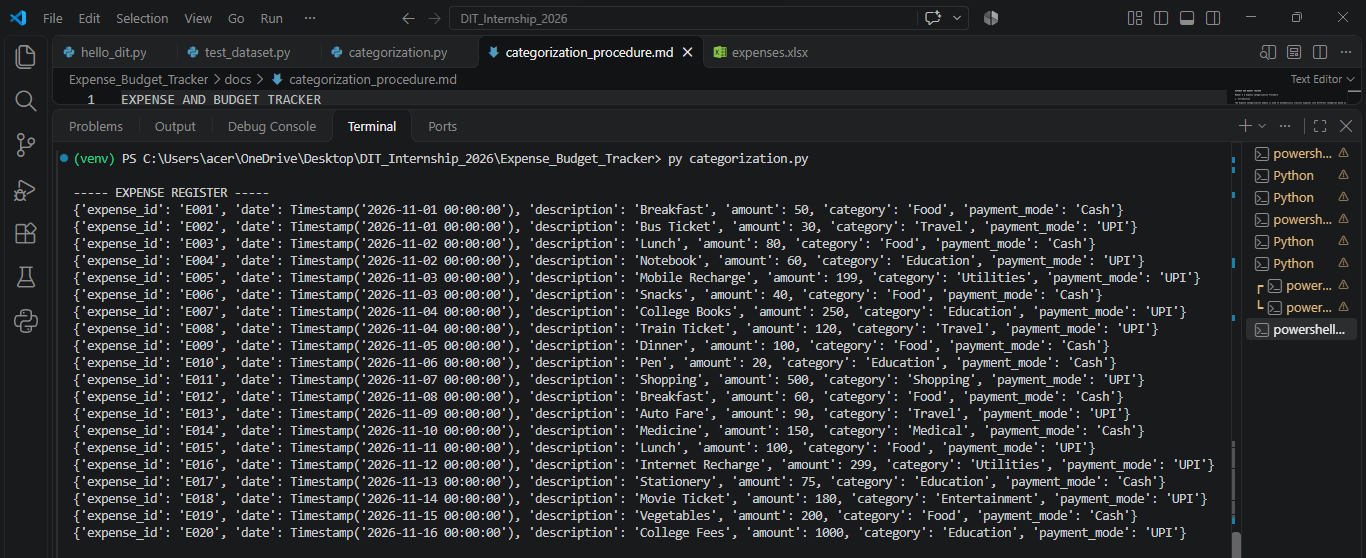 File Edit Selection View Go Run ··· DIT_Internship_2026
hello_dit.py test_dataset.py categorization.py categorization_procedure.md expenses.xlsx
Expense_Budget_Tracker > docs > categorization_procedure.md Text Editor
1 EXPENSE AND BUDGET TRACKER
Problems Output Debug Console Terminal Ports
(venv) PS C:\Users\acer\OneDrive\Desktop\DIT_Internship_2026\Expense_Budget_Tracker> py categorization.py
----- EXPENSE REGISTER -----
{'expense_id': 'E001', 'date': Timestamp('2026-11-01 00:00:00'), 'description': 'Breakfast', 'amount': 50, 'category': 'Food', 'payment_mode': 'Cash'}
{'expense_id': 'E002', 'date': Timestamp('2026-11-01 00:00:00'), 'description': 'Bus Ticket', 'amount': 30, 'category': 'Travel', 'payment_mode': 'UPI'}
{'expense_id': 'E003', 'date': Timestamp('2026-11-02 00:00:00'), 'description': 'Lunch', 'amount': 80, 'category': 'Food', 'payment_mode': 'Cash'}
{'expense_id': 'E004', 'date': Timestamp('2026-11-02 00:00:00'), 'description': 'Notebook', 'amount': 60, 'category': 'Education', 'payment_mode': 'UPI'}
{'expense_id': 'E005', 'date': Timestamp('2026-11-03 00:00:00'), 'description': 'Mobile Recharge', 'amount': 199, 'category': 'Utilities', 'payment_mode': 'UPI'}
{'expense_id': 'E006', 'date': Timestamp('2026-11-03 00:00:00'), 'description': 'Snacks', 'amount': 40, 'category': 'Food', 'payment_mode': 'Cash'}
{'expense_id': 'E007', 'date': Timestamp('2026-11-04 00:00:00'), 'description': 'College Books', 'amount': 250, 'category': 'Education', 'payment_mode': 'UPI'}
{'expense_id': 'E008', 'date': Timestamp('2026-11-04 00:00:00'), 'description': 'Train Ticket', 'amount': 120, 'category': 'Travel', 'payment_mode': 'UPI'}
{'expense_id': 'E009', 'date': Timestamp('2026-11-05 00:00:00'), 'description': 'Dinner', 'amount': 100, 'category': 'Food', 'payment_mode': 'Cash'}
{'expense_id': 'E010', 'date': Timestamp('2026-11-06 00:00:00'), 'description': 'Pen', 'amount': 20, 'category': 'Education', 'payment_mode': 'Cash'}
{'expense_id': 'E011', 'date': Timestamp('2026-11-07 00:00:00'), 'description': 'Shopping', 'amount': 500, 'category': 'Shopping', 'payment_mode': 'UPI'}
{'expense_id': 'E012', 'date': Timestamp('2026-11-08 00:00:00'), 'description': 'Breakfast', 'amount': 60, 'category': 'Food', 'payment_mode': 'Cash'}
{'expense_id': 'E013', 'date': Timestamp('2026-11-09 00:00:00'), 'description': 'Auto Fare', 'amount': 90, 'category': 'Travel', 'payment_mode': 'UPI'}
{'expense_id': 'E014', 'date': Timestamp('2026-11-10 00:00:00'), 'description': 'Medicine', 'amount': 150, 'category': 'Medical', 'payment_mode': 'Cash'}
{'expense_id': 'E015', 'date': Timestamp('2026-11-11 00:00:00'), 'description': 'Lunch', 'amount': 100, 'category': 'Food', 'payment_mode': 'UPI'}
{'expense_id': 'E016', 'date': Timestamp('2026-11-12 00:00:00'), 'description': 'Internet Recharge', 'amount': 299, 'category': 'Utilities', 'payment_mode': 'UPI'}
{'expense_id': 'E017', 'date': Timestamp('2026-11-13 00:00:00'), 'description': 'Stationery', 'amount': 75, 'category': 'Education', 'payment_mode': 'Cash'}
{'expense_id': 'E018', 'date': Timestamp('2026-11-14 00:00:00'), 'description': 'Movie Ticket', 'amount': 180, 'category': 'Entertainment', 'payment_mode': 'UPI'}
{'expense_id': 'E019', 'date': Timestamp('2026-11-15 00:00:00'), 'description': 'Vegetables', 'amount': 200, 'category': 'Food', 'payment_mode': 'Cash'}
{'expense_id': 'E020', 'date': Timestamp('2026-11-16 00:00:00'), 'description': 'College Fees', 'amount': 1000, 'category': 'Education', 'payment_mode': 'UPI'}
powersh...
Python
Python
powersh...
Python
Python
power...
power...
powershell...